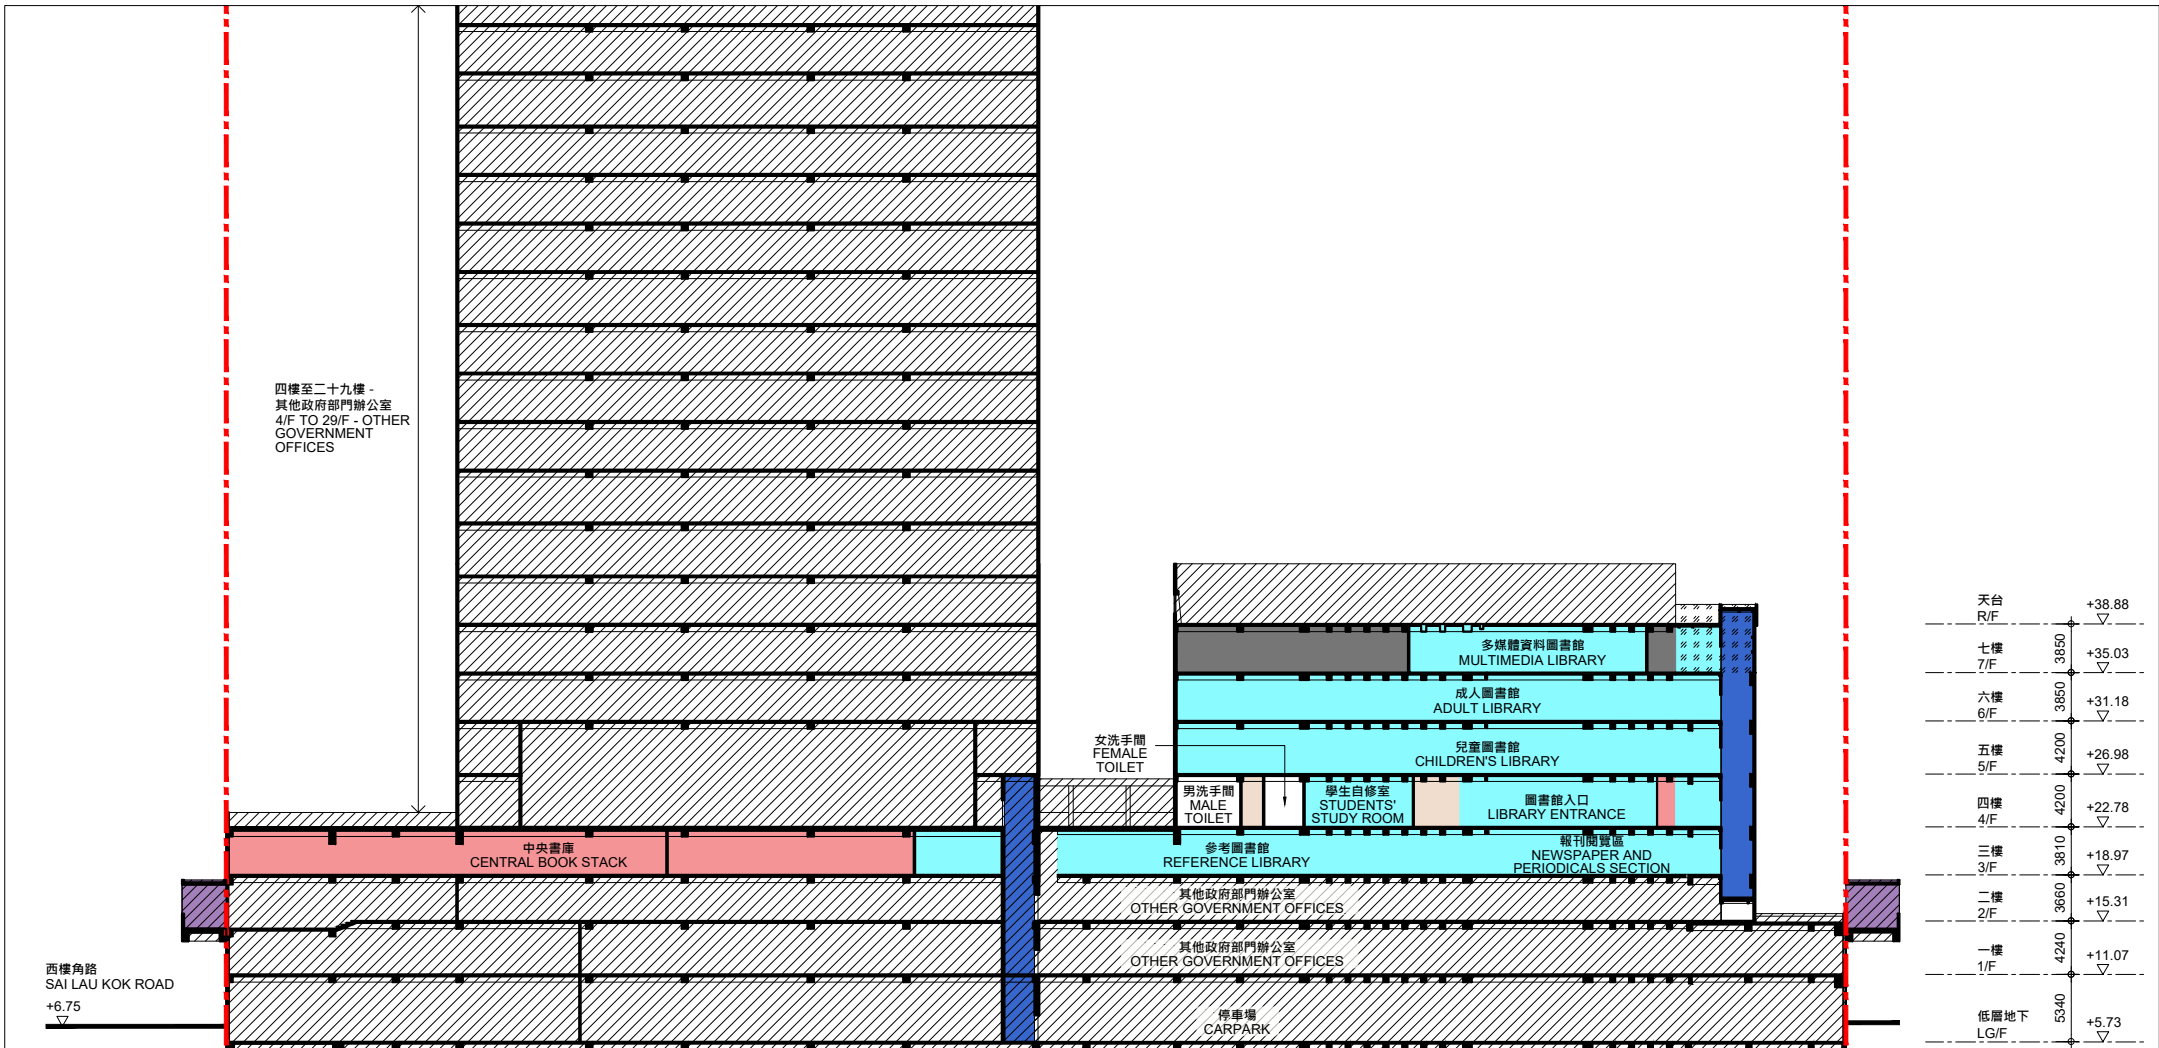 四樓至二十九樓 -
其他政府部門辦公室
4/F TO 29/F - OTHER
GOVERNMENT
OFFICES
西樓角路
SAI LAU KOK ROAD
+6.75
多媒體資料圖書館
MULTIMEDIA LIBRARY
成人圖書館
ADULT LIBRARY
兒童圖書館
CHILDREN'S LIBRARY
女洗手間
FEMALE
TOILET
男洗手間
MALE
TOILET
學生自修室
STUDENTS'
STUDY ROOM
圖書館入口
LIBRARY ENTRANCE
中央書庫
CENTRAL BOOK STACK
參考圖書館
REFERENCE LIBRARY
報刊閱覽區
NEWSPAPER AND
PERIODICALS SECTION
其他政府部門辦公室
OTHER GOVERNMENT OFFICES
其他政府部門辦公室
OTHER GOVERNMENT OFFICES
停車場
CARPARK
天台
R/F
+38.88
3850
七樓
7/F
+35.03
3850
六樓
6/F
+31.18
4200
五樓
5/F
+26.98
4200
四樓
4/F
+22.78
3810
三樓
3/F
+18.97
3660
二樓
2/F
+15.31
4240
一樓
1/F
+11.07
5340
低層地下
LG/F
+5.73